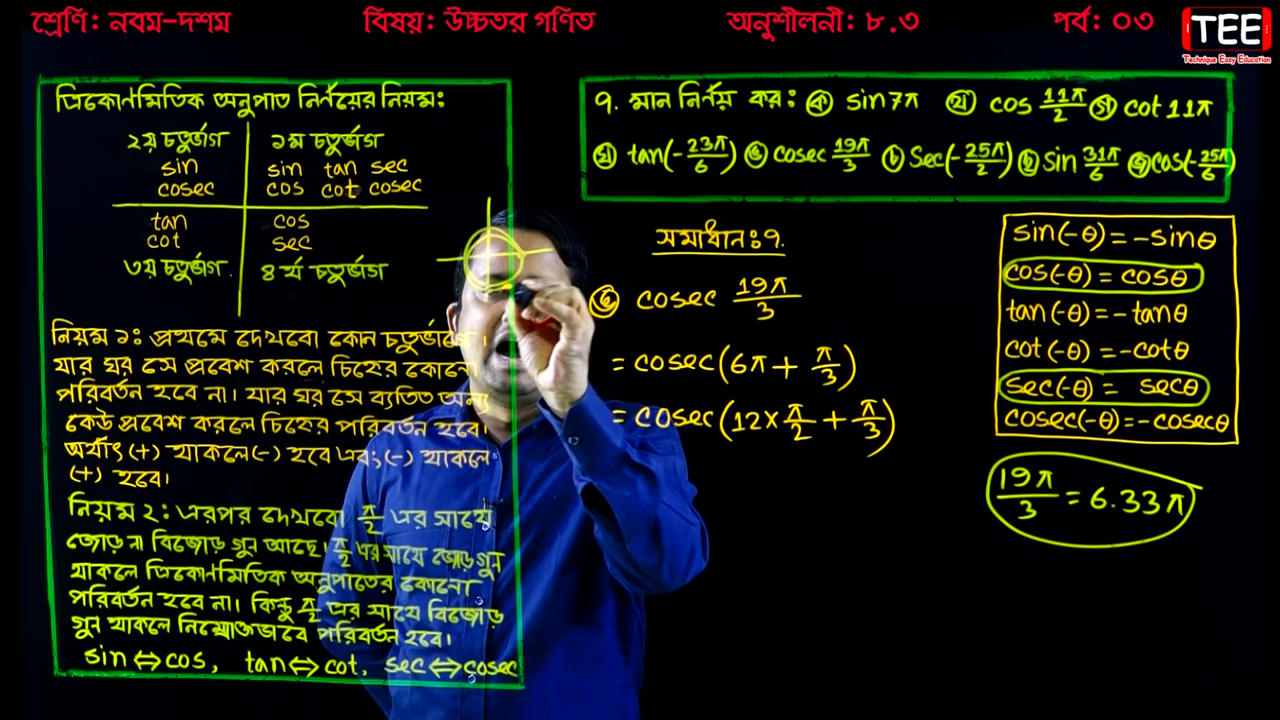 শ্রেণি: নবম-দশম বিষয়: উচ্চতর গণিত অনুশীলনী: ৮.৩ পর্ব: ০৩
TEE
Technique Easy Education
ত্রিকোণমিতিক অনুপাত নির্ণয়ের নিয়ম:
২য় চতুর্ভাগ ১ম চতুর্ভাগ
sin sin tan sec
cosec cos cot cosec
tan cos
cot sec
৩য় চতুর্ভাগ. ৪র্থ চতুর্ভাগ
নিয়ম ১: প্রথমে দেখবো কোন চতুর্ভাগে।
যার ঘর সে প্রবেশ করলে চিহ্নের কোনো
পরিবর্তন হবে না। যার ঘর সে ব্যতিত অন্য
কেউ প্রবেশ করলে চিহ্নের পরিবর্তন হবে।
অর্থাৎ (+) থাকলে (-) হবে এবং (-) থাকলে
(+) হবে।
নিয়ম ২: এরপর দেখবো π/2 এর সাথে
জোড় না বিজোড় গুন আছে। π/2 এর সাথে জোড় গুন
থাকলে ত্রিকোণমিতিক অনুপাতের কোনো
পরিবর্তন হবে না। কিন্তু π/2 এর সাথে বিজোড়
গুন থাকলে নিম্নোক্তভাবে পরিবর্তন হবে।
sin⇔cos, tan⇔cot, sec⇔cosec
৭. মান নির্ণয় কর: ক sin7π খ cos 11π/2 গ cot 11π
ঘ tan(-23π/6) ঙ cosec 19π/3 চ Sec(-25π/2) ছ sin 31π/6 জ cos(-25π/6)
সমাধান: ৭.
ঙ cosec 19π/3
= cosec(6π + π/3)
= cosec(12×π/2 + π/3)
sin(-θ) = -sinθ
cos(-θ) = cosθ
tan(-θ) = -tanθ
cot(-θ) = -cotθ
sec(-θ) = secθ
cosec(-θ) = -cosecθ
19π/3 = 6.33π